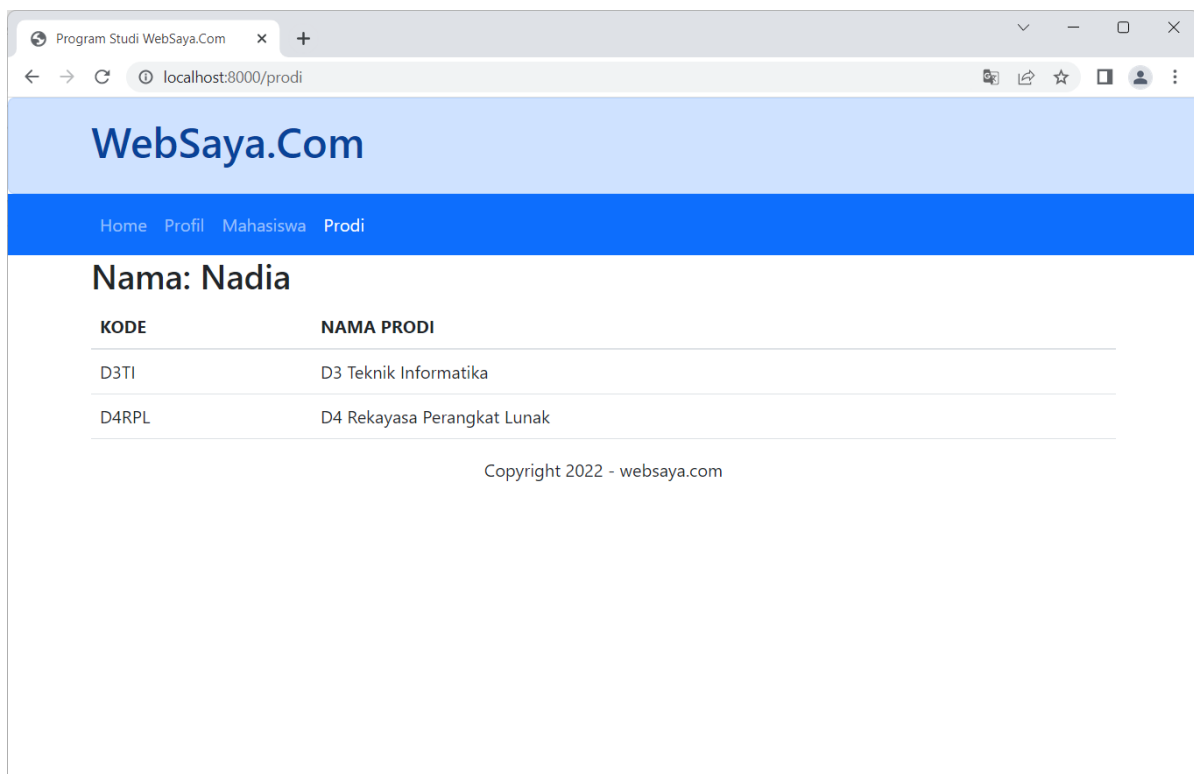 Program Studi WebSaya.Com
localhost:8000/prodi
WebSaya.Com
Home Profil Mahasiswa Prodi
Nama: Nadia
KODE NAMA PRODI
D3TI D3 Teknik Informatika
D4RPL D4 Rekayasa Perangkat Lunak
Copyright 2022 - websaya.com